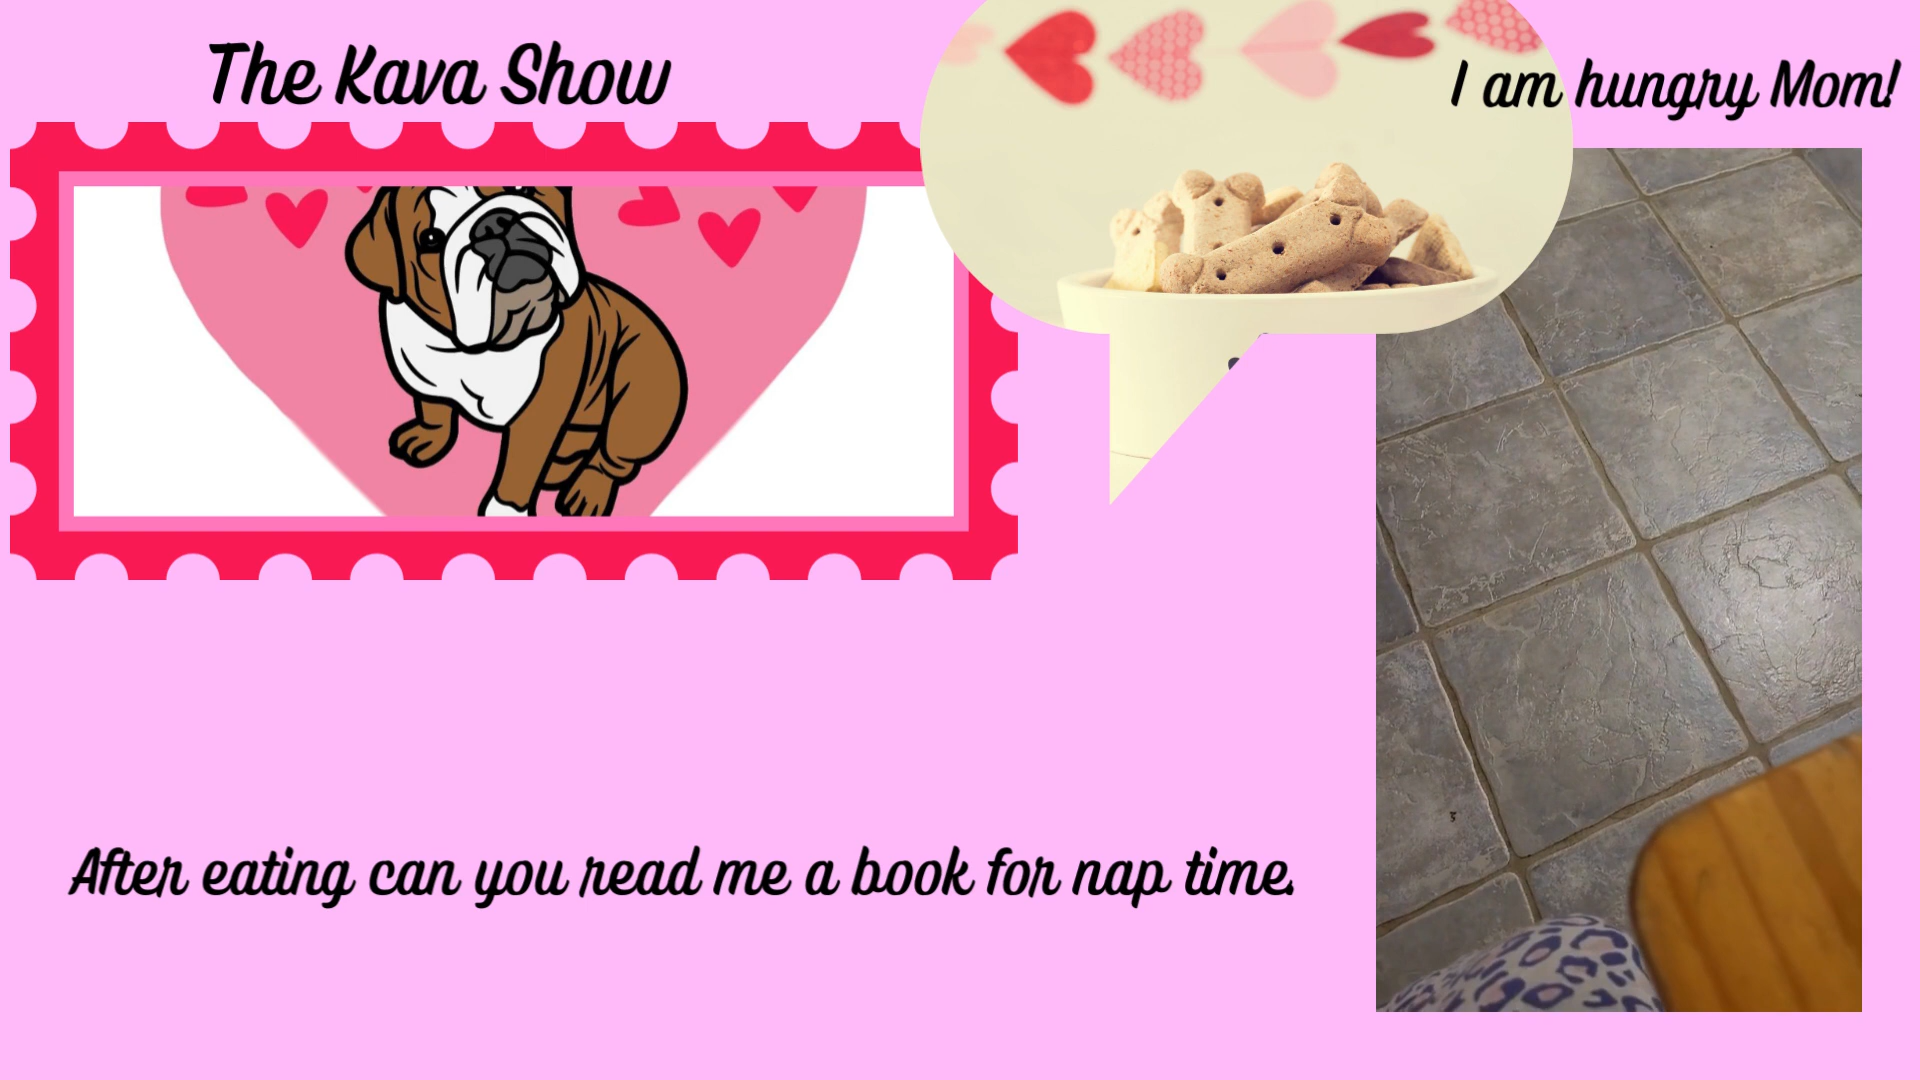 The Kava Show
I am hungry Mom!
After eating can you read me a book for nap time.